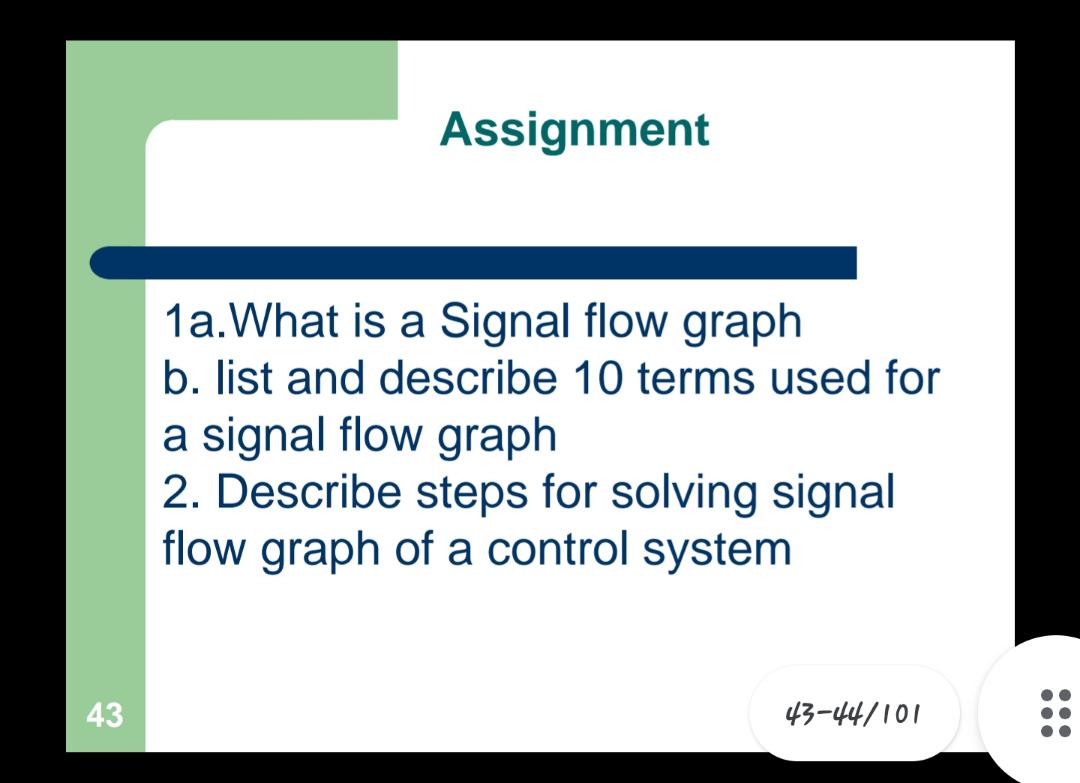 Assignment
1a.What is a Signal flow graph
b. list and describe 10 terms used for
a signal flow graph
2. Describe steps for solving signal
flow graph of a control system
43
43-44/101